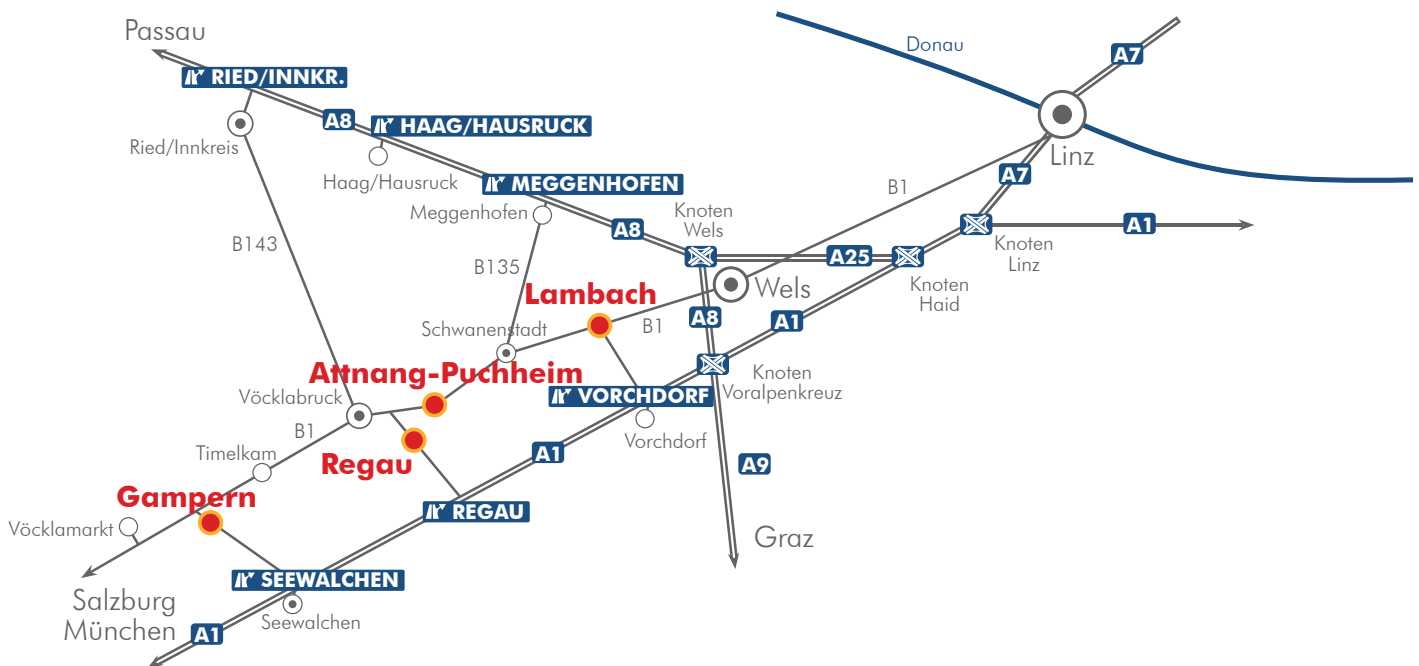 Passau
Donau
A7
RIED/INNKR.
A8
HAAG/HAUSRUCK
Ried/Innkreis
Linz
Haag/Hausruck
MEGGENHOFEN
A7
B1
Meggenhofen
Knoten
Wels
A8
A1
B143
Knoten
Linz
A25
B135
Knoten
Haid
Lambach
Wels
A8
A1
B1
Schwanenstadt
Attnang-Puchheim
Knoten
Voralpenkreuz
VORCHDORF
Vöcklabruck
B1
Vorchdorf
Timelkam
A1
Regau
A9
Gampern
REGAU
Vöcklamarkt
Graz
SEEWALCHEN
Salzburg
München
Seewalchen
A1